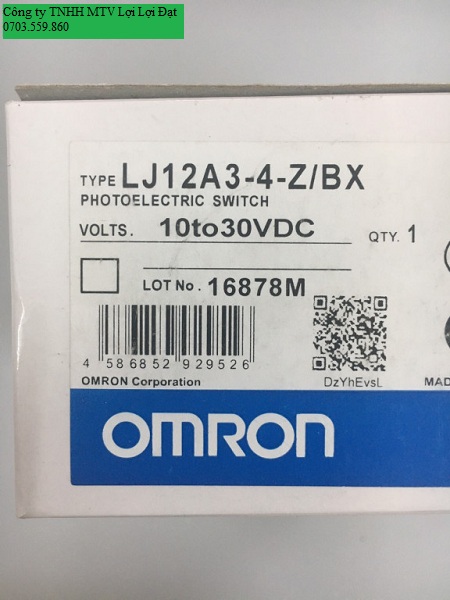 Công ty TNHH MTV Lợi Lợi Đạt
0703.559.860
TYPE LJ12A3-4-Z/BX
PHOTOELECTRIC SWITCH
VOLTS. 10to30VDC QTY. 1
LOT No. 16878M
4 586852 929526
DzYhEvsL
OMRON Corporation
MAD
OMRON